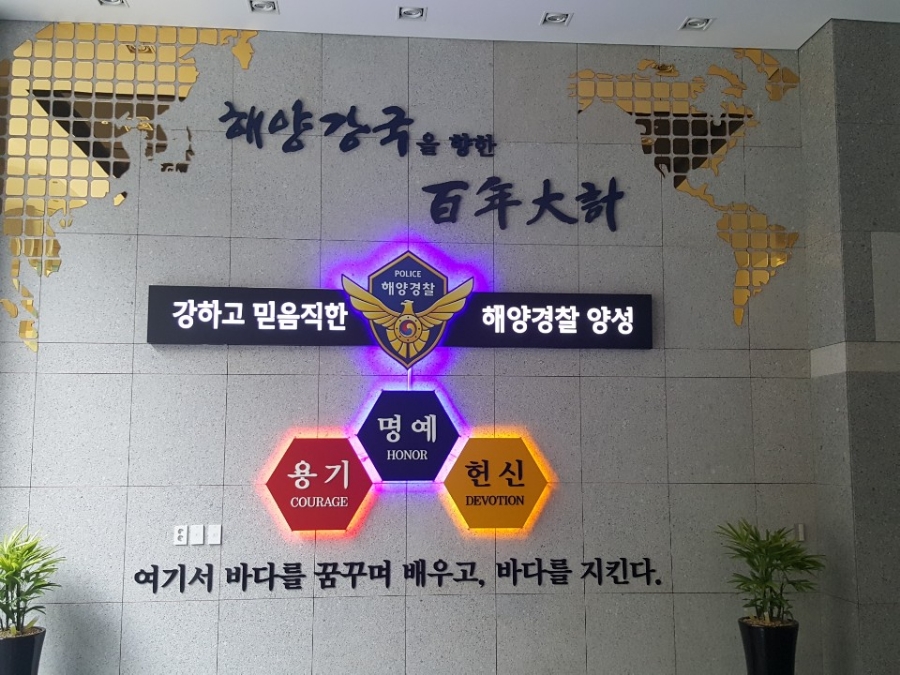 해양강국을 향한
百年大計
POLICE
해양경찰
강하고 믿음직한 해양경찰 양성
명예
HONOR
용기
COURAGE
헌신
DEVOTION
여기서 바다를 꿈꾸며 배우고, 바다를 지킨다.